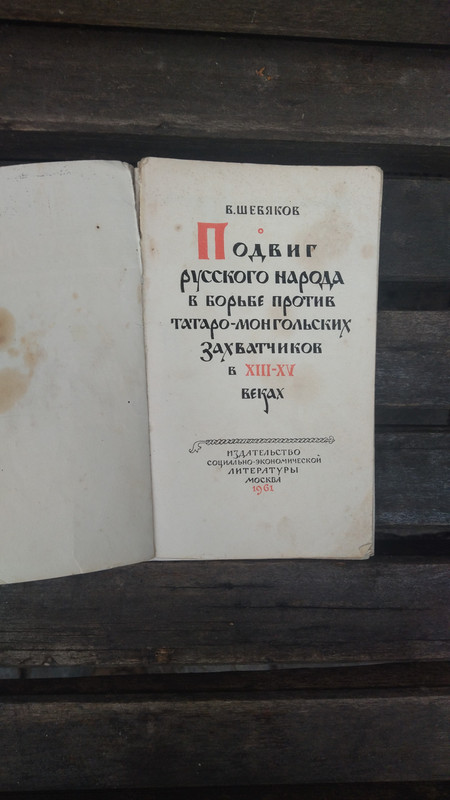 В. ШЕБЯКОВ
Подвиг
русского народа
в борьбе против
татаро-монгольских
захватчиков
в XIII-XV
веках
ИЗДАТЕЛЬСТВО
СОЦИАЛЬНО-ЭКОНОМИЧЕСКОЙ
ЛИТЕРАТУРЫ
МОСКВА
1961